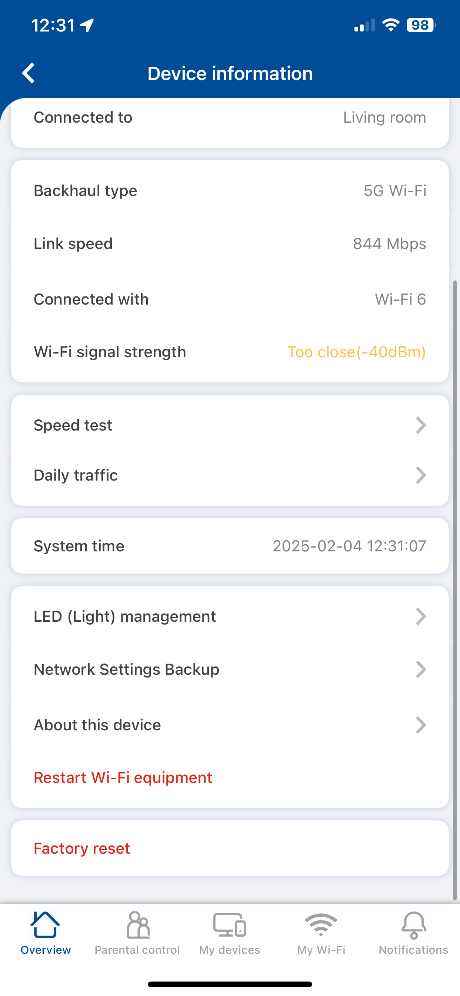 12:31
98
Device information
Connected to Living room
Backhaul type 5G Wi-Fi
Link speed 844 Mbps
Connected with Wi-Fi 6
Wi-Fi signal strength Too close(-40dBm)
Speed test
Daily traffic
System time 2025-02-04 12:31:07
LED (Light) management
Network Settings Backup
About this device
Restart Wi-Fi equipment
Factory reset
Overview Parental control My devices My Wi-Fi Notifications